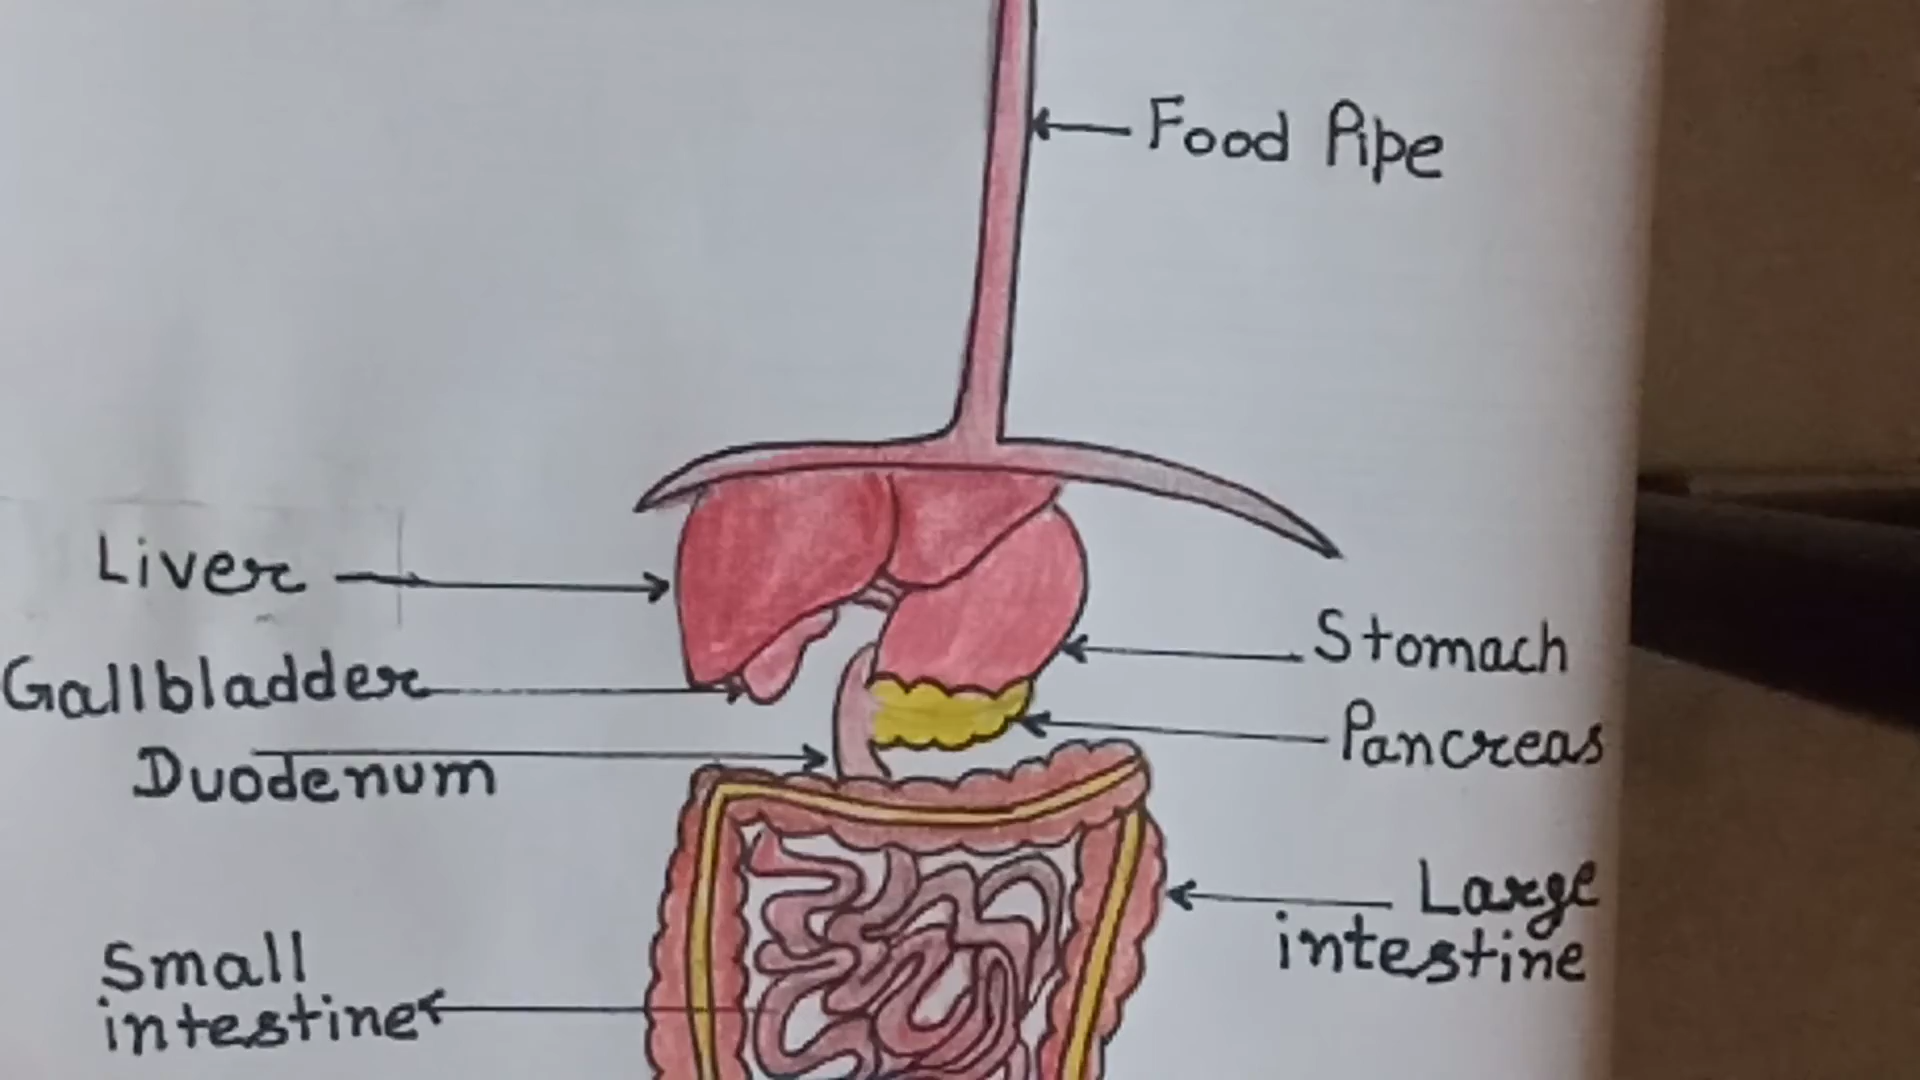 Food Pipe
Liver
Stomach
Gallbladder
Pancreas
Duodenum
Large
intestine
Small
intestine